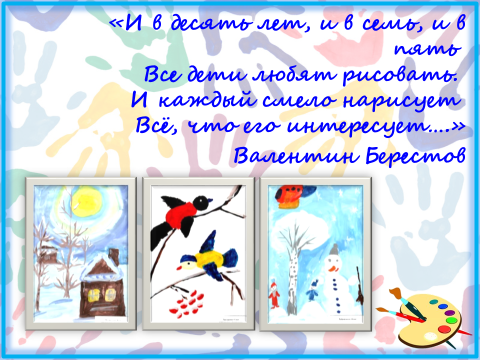 «И в десять лет, и в семь, и в
пять
Все дети любят рисовать.
И каждый смело нарисует
Всё, что его интересует....»
Валентин Берестов